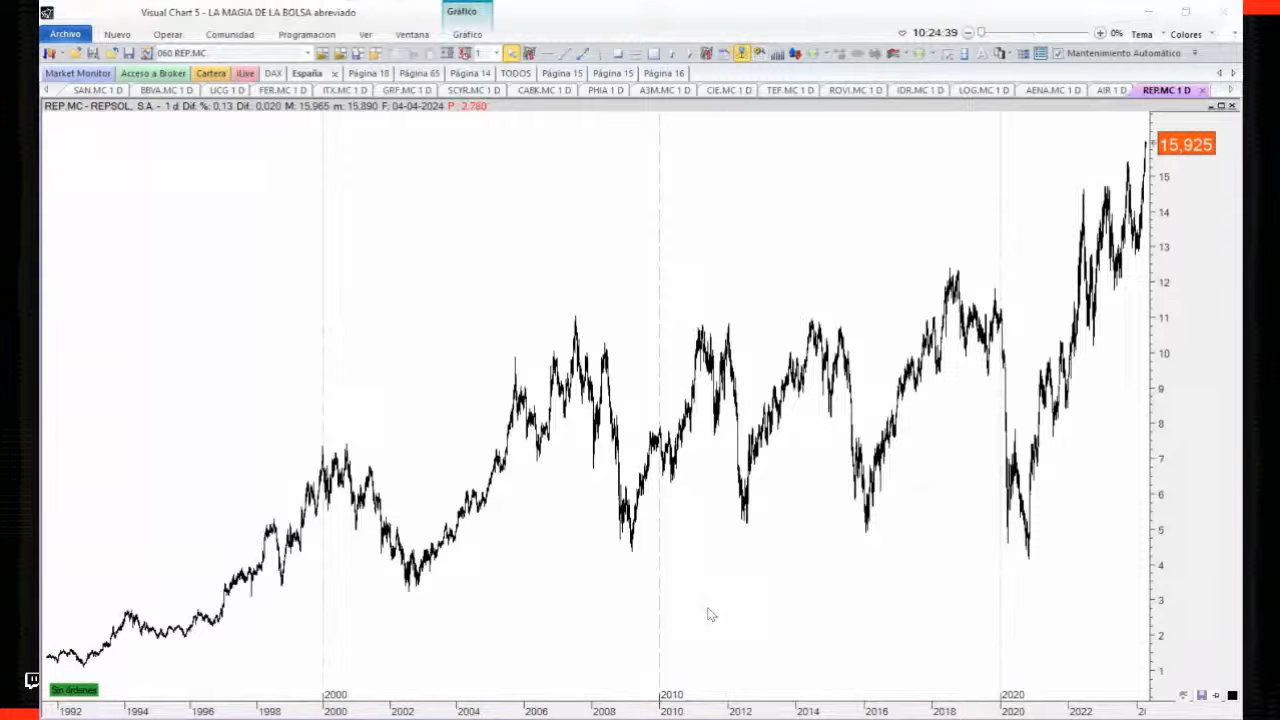 Visual Chart 5 - LA MAGIA DE LA BOLSA abreviado
Gráfico
Archivo Nuevo Operar Comunidad Programacion Ver Ventana Gráfico
10:24:39 0% Tema Colores
060 REP.MC 1 Mantenimiento Automático
Market Monitor Acceso a Broker Cartera iLive DAX España Página 18 Página 65 Página 14 TODOS Página 15 Página 15 Página 16
SAN.MC 1 D BBVA.MC 1 D UCG 1 D FER.MC 1 D ITX.MC 1 D GRF.MC 1 D SCYR.MC 1 D CABK.MC 1 D PHIA 1 D A3M.MC 1 D CIE.MC 1 D TEF.MC 1 D ROVI.MC 1 D IDR.MC 1 D LOG.MC 1 D AENA.MC 1 D AIR 1 D REP.MC 1 D
REP.MC - REPSOL, S.A. - 1 d Dif. %: 0,13 Dif: 0,020 M: 15,965 m: 15,890 F: 04-04-2024 P: 2,780
15,925
15
14
13
12
11
10
9
8
7
6
5
4
3
2
1
Sin órdenes
2000 2010 2020
1992 1994 1996 1998 2000 2002 2004 2006 2008 2010 2012 2014 2016 2018 2020 2022